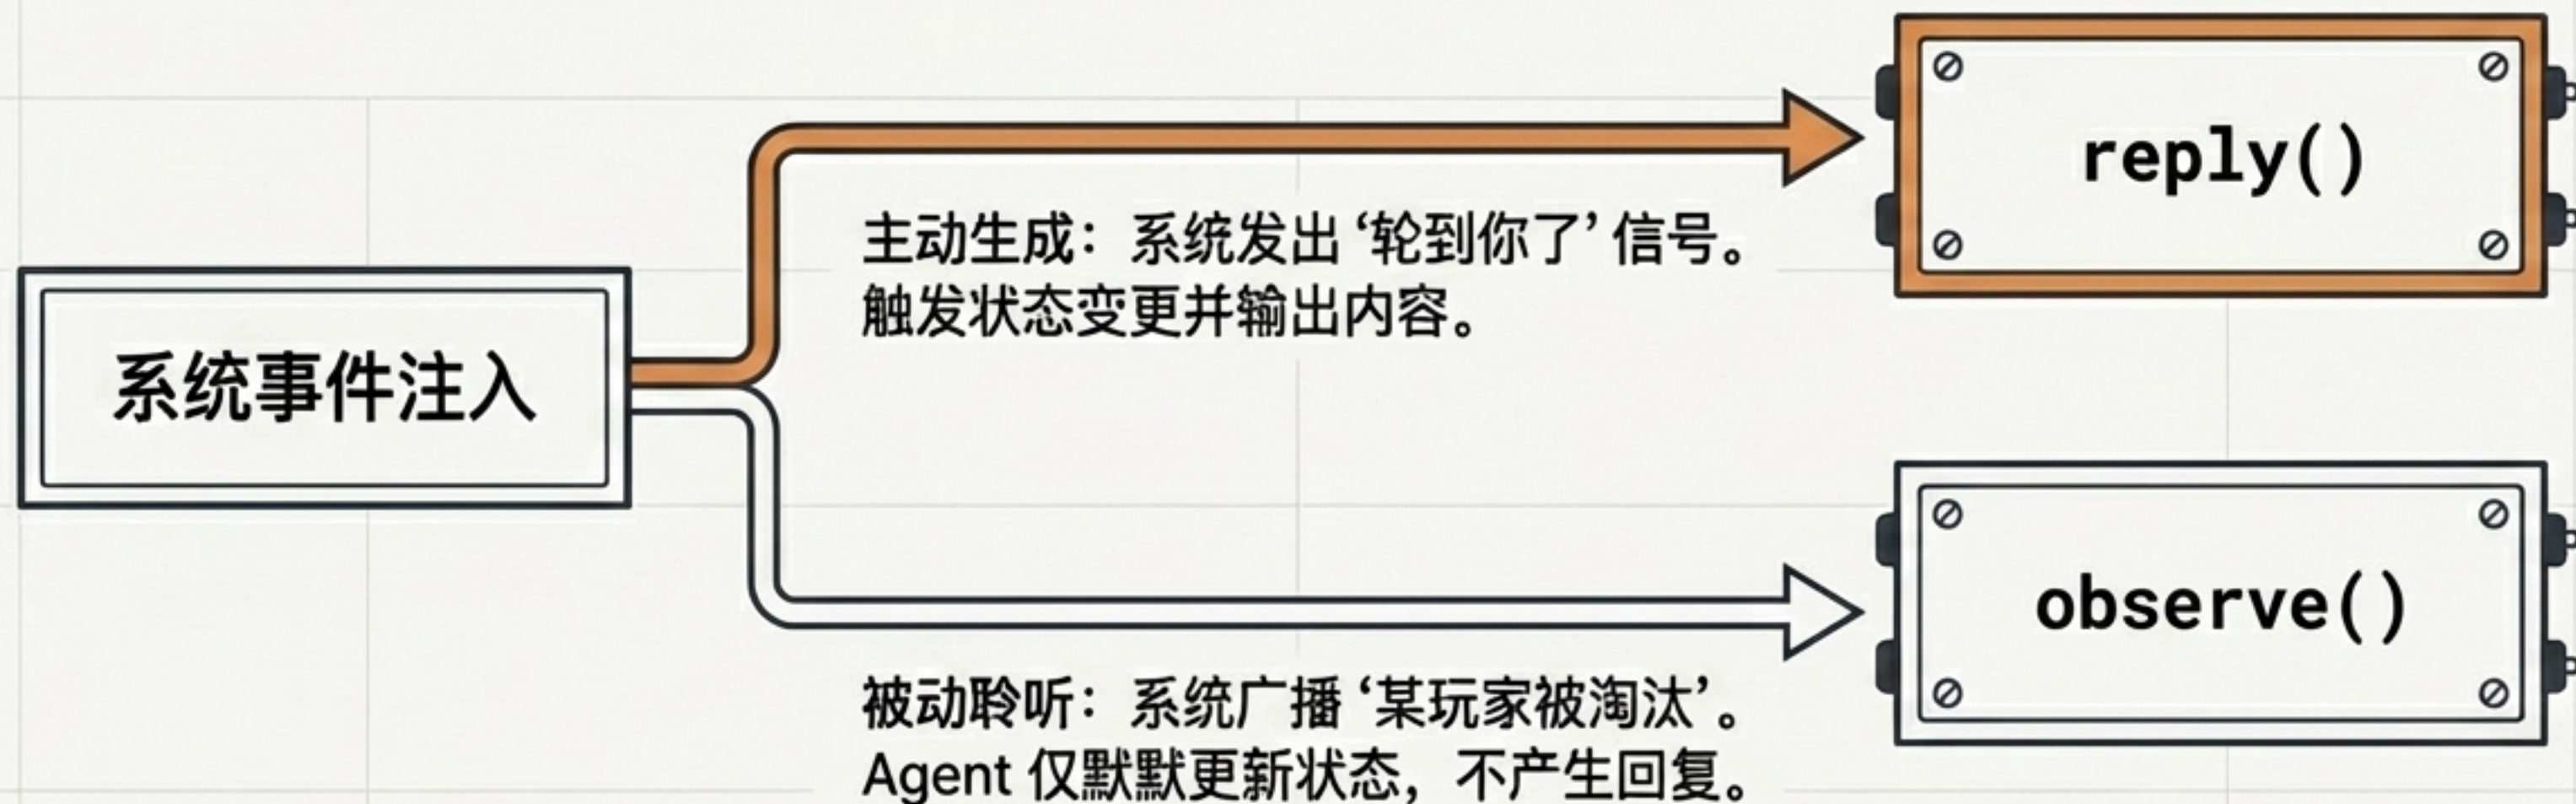 reply()
主动生成：系统发出‘轮到你了’信号。
触发状态变更并输出内容。
系统事件注入
observe()
被动聆听：系统广播‘某玩家被淘汰’。
Agent 仅默默更新状态，不产生回复。